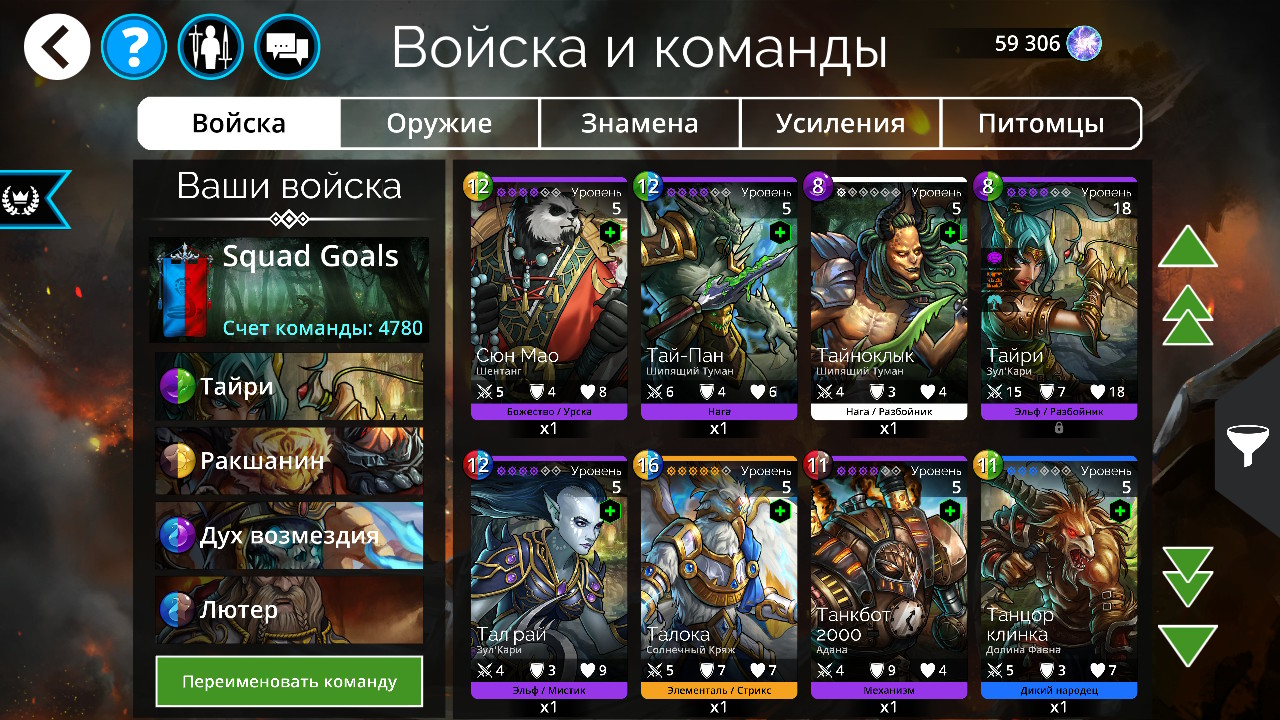 ?
Войска и команды
59 306
Войска
Оружие
Знамена
Усиления
Питомцы
Ваши войска
Squad Goals
Счет команды: 4780
Тайри
Ракшанин
Дух возмездия
Лютер
Переименовать команду
12
Уровень
5
Сюн Мао
Шентанг
5 4 8
Божество / Урска
x1
12
Уровень
5
Тай-Пан
Шипящий Туман
6 4 6
Нага
x1
8
Уровень
5
Тайноклык
Шипящий Туман
4 3 4
Нага / Разбойник
x1
8
Уровень
18
Тайри
Зул'Кари
15 7 18
Эльф / Разбойник
12
Уровень
5
Тал рай
Зул'Кари
4 3 9
Эльф / Мистик
x1
16
Уровень
5
Талока
Солнечный Кряж
5 7 7
Элементаль / Стрикс
x1
11
Уровень
5
Танкбот
2000
Адана
4 9 4
Механизм
x1
11
Уровень
5
Танцор
клинка
Долина Фавна
5 3 7
Дикий народец
x1